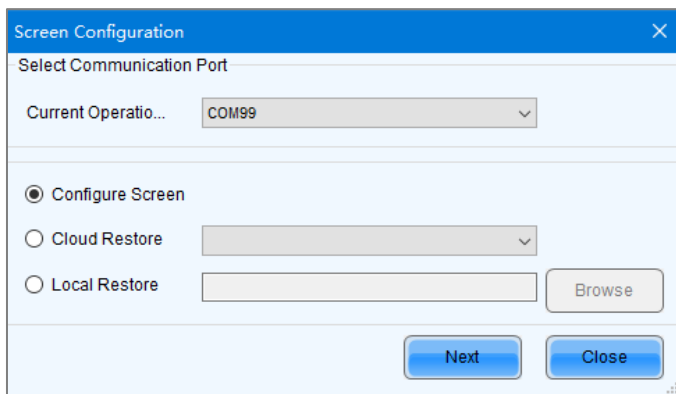 Screen Configuration
Select Communication Port
Current Operatio... COM99
Configure Screen
Cloud Restore
Local Restore Browse
Next Close